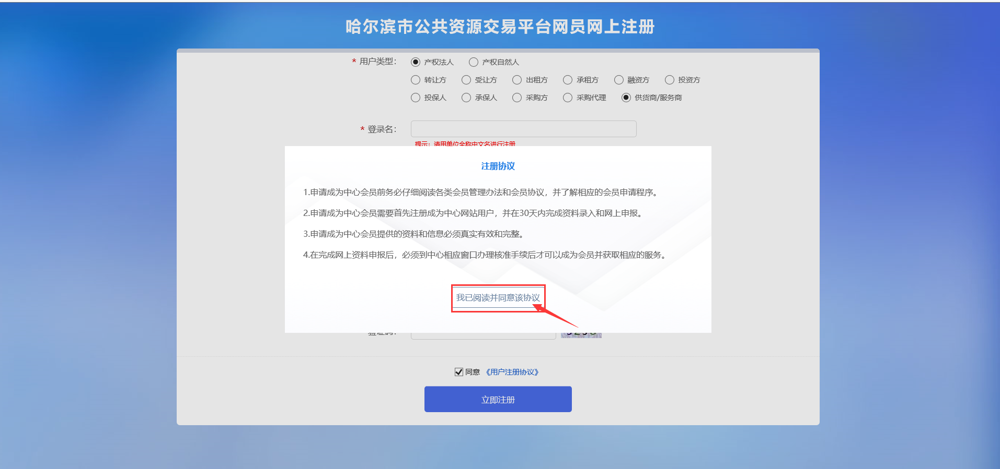 哈尔滨市公共资源交易平台网员网上注册
* 用户类型： 产权法人 产权自然人
转让方 受让方 出租方 承租方 融资方 投资方
投保人 承保人 采购方 采购代理 供货商/服务商
* 登录名：
提示：请用单位全称中文名进行注册
注册协议
1.申请成为中心会员前务必仔细阅读各类会员管理办法和会员协议，并了解相应的会员申请程序。
2.申请成为中心会员需要首先注册成为中心网站用户，并在30天内完成资料录入和网上申报。
3.申请成为中心会员提供的资料和信息必须真实有效和完整。
4.在完成网上资料申报后，必须到中心相应窗口办理核准手续后才可以成为会员并获取相应的服务。
我已阅读并同意该协议
验证码：
同意 《用户注册协议》
立即注册